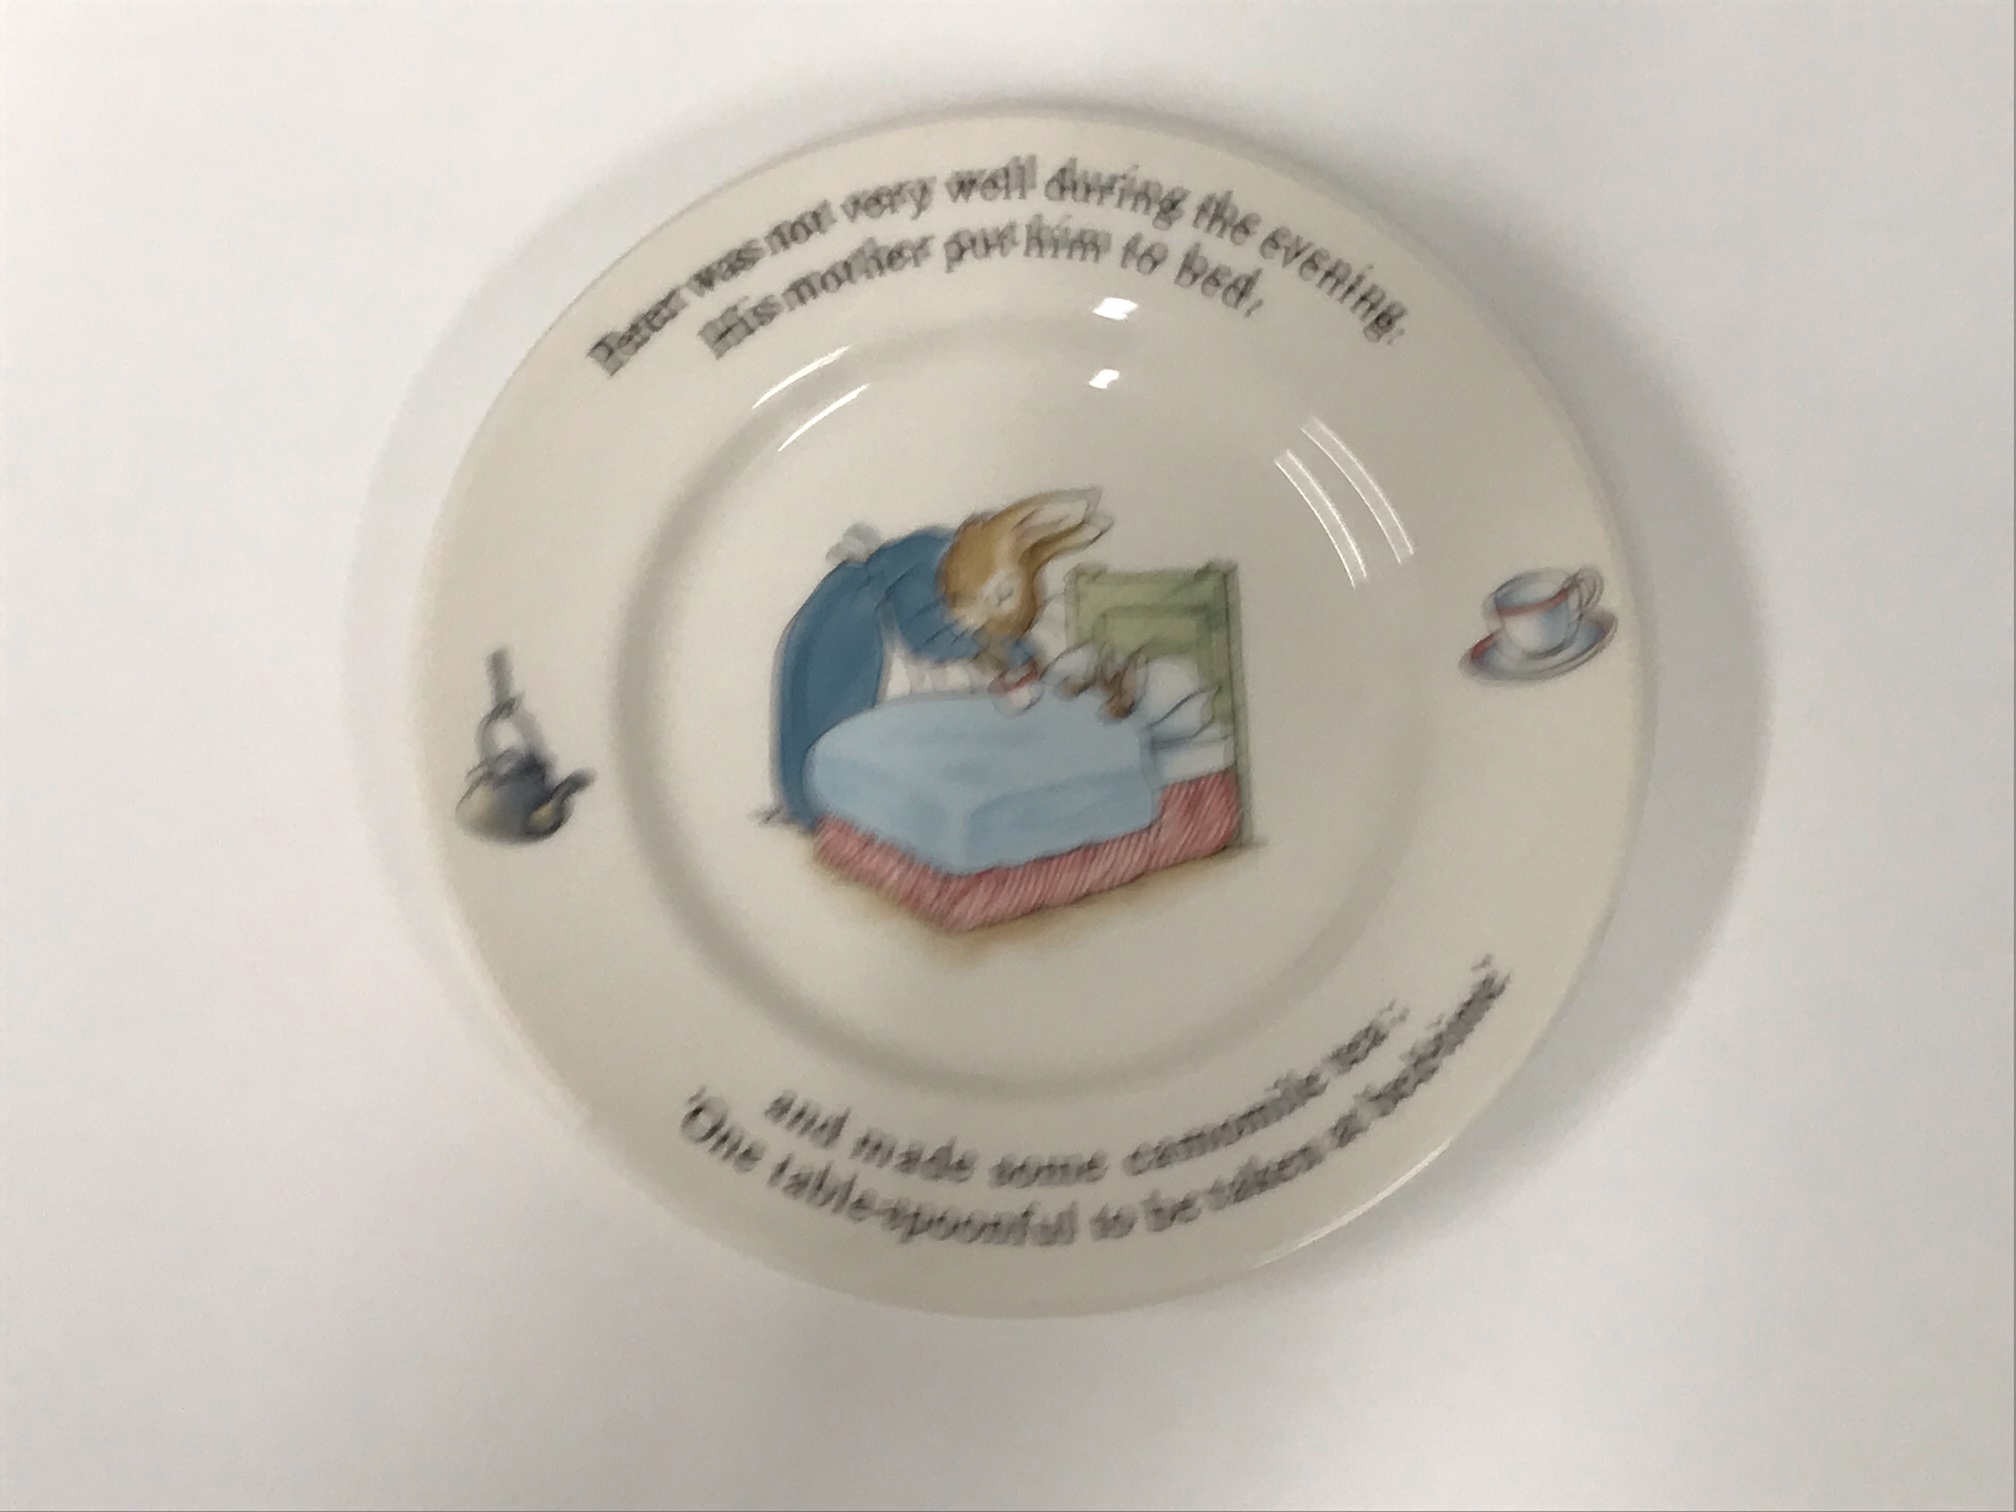 Peter was not very well during the evening.
His mother put him to bed,
and made some camomile tea:
'One table-spoonful to be taken at bed-time.'